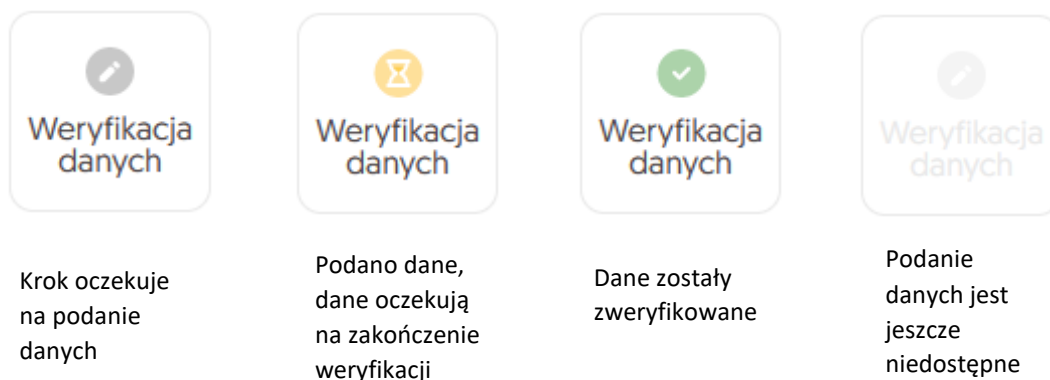 Weryfikacja
danych
Weryfikacja
danych
Weryfikacja
danych
Weryfikacja
danych
Krok oczekuje
na podanie
danych
Podano dane,
dane oczekują
na zakończenie
weryfikacji
Dane zostały
zweryfikowane
Podanie
danych jest
jeszcze
niedostępne